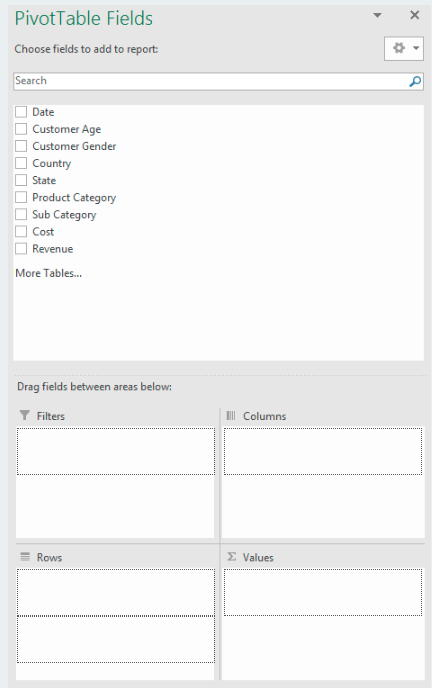 PivotTable Fields
Choose fields to add to report:
Search
Date
Customer Age
Customer Gender
Country
State
Product Category
Sub Category
Cost
Revenue
More Tables...
Drag fields between areas below:
Filters
Columns
Rows
Σ Values